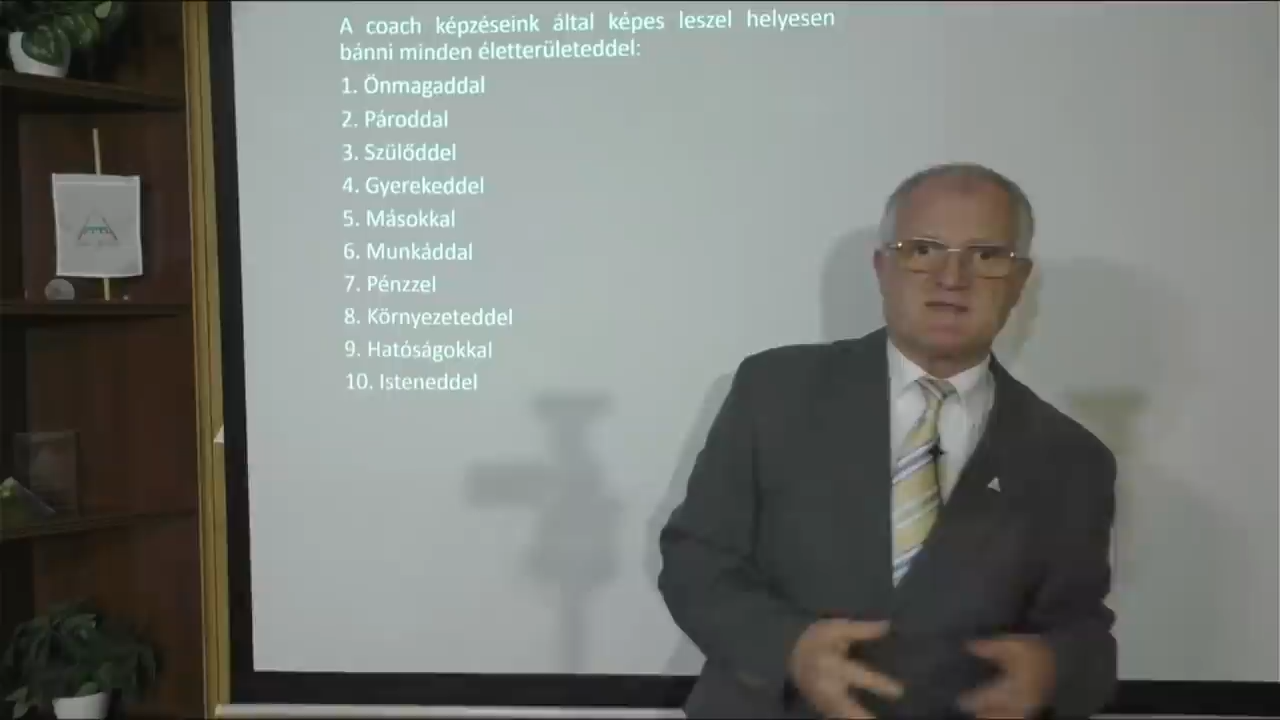 A coach képzéseink által képes leszel helyesen
bánni minden életterületeddel:
1. Önmagaddal
2. Pároddal
3. Szülőddel
4. Gyerekeddel
5. Másokkal
6. Munkáddal
7. Pénzzel
8. Környezeteddel
9. Hatóságokkal
10. Isteneddel